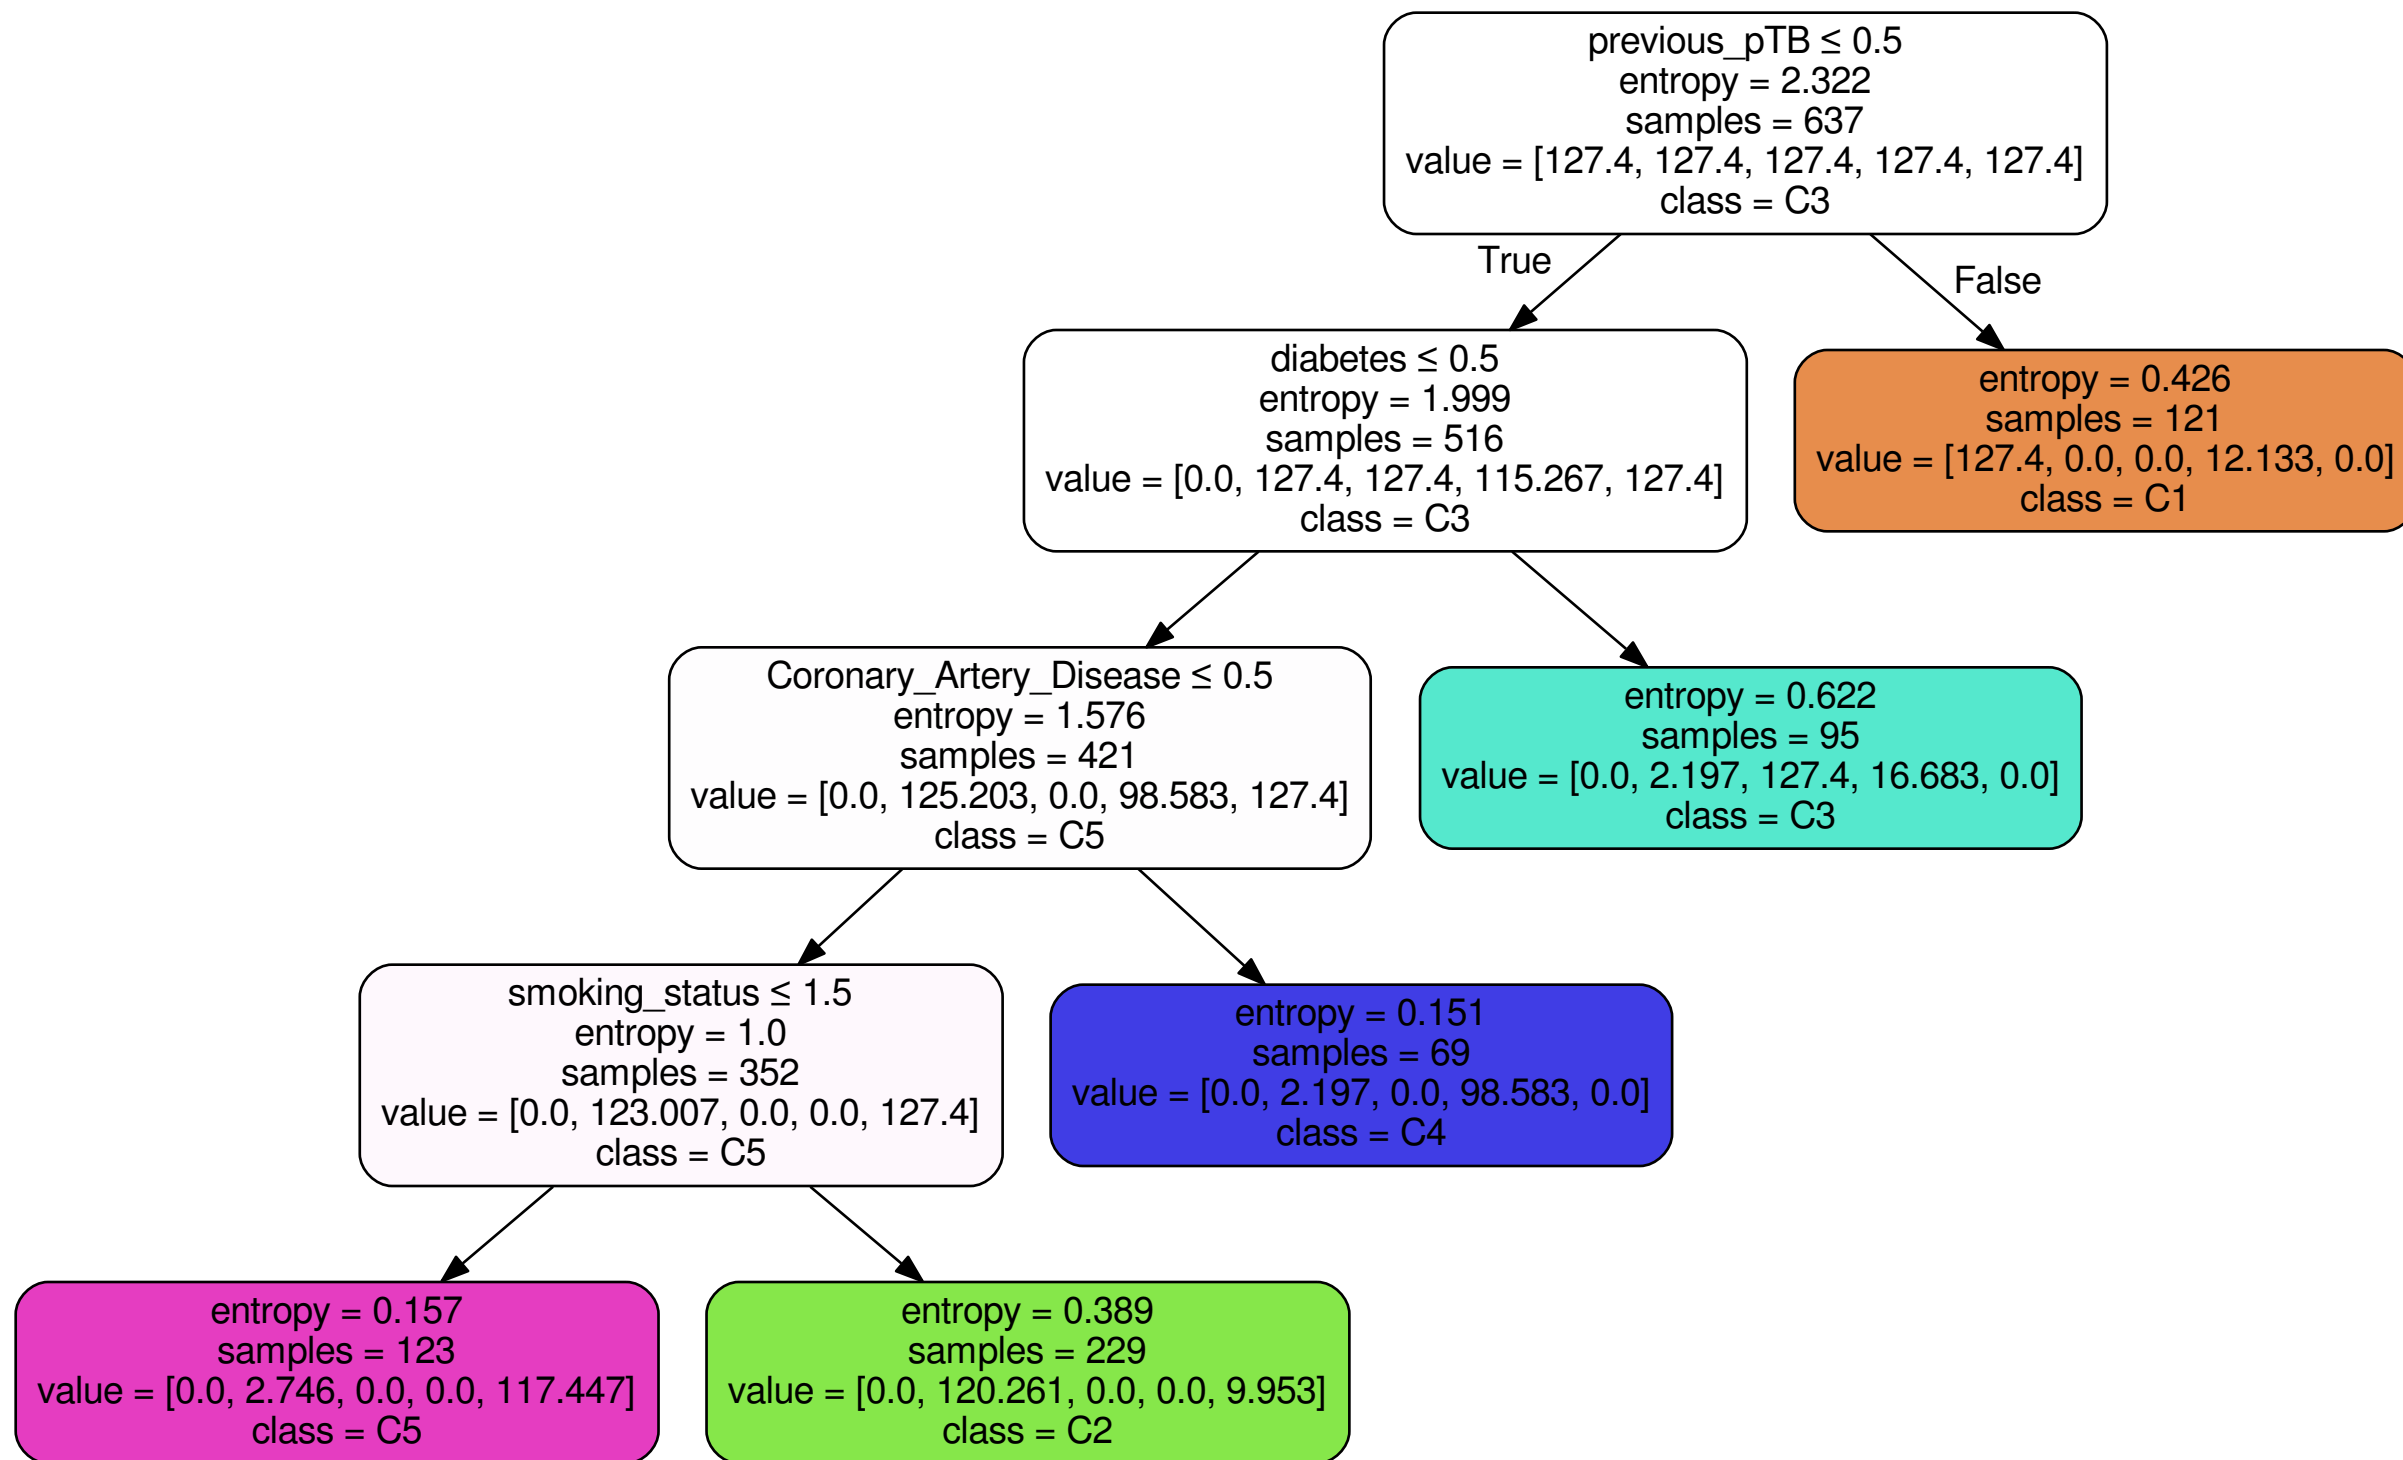 previous_pTB ≤ 0.5
entropy = 2.322
samples = 637
value = [127.4, 127.4, 127.4, 127.4, 127.4]
class = C3
True
False
diabetes ≤ 0.5
entropy = 1.999
samples = 516
value = [0.0, 127.4, 127.4, 115.267, 127.4]
class = C3
entropy = 0.426
samples = 121
value = [127.4, 0.0, 0.0, 12.133, 0.0]
class = C1
Coronary_Artery_Disease ≤ 0.5
entropy = 1.576
samples = 421
value = [0.0, 125.203, 0.0, 98.583, 127.4]
class = C5
entropy = 0.622
samples = 95
value = [0.0, 2.197, 127.4, 16.683, 0.0]
class = C3
smoking_status ≤ 1.5
entropy = 1.0
samples = 352
value = [0.0, 123.007, 0.0, 0.0, 127.4]
class = C5
entropy = 0.151
samples = 69
value = [0.0, 2.197, 0.0, 98.583, 0.0]
class = C4
entropy = 0.157
samples = 123
value = [0.0, 2.746, 0.0, 0.0, 117.447]
class = C5
entropy = 0.389
samples = 229
value = [0.0, 120.261, 0.0, 0.0, 9.953]
class = C2